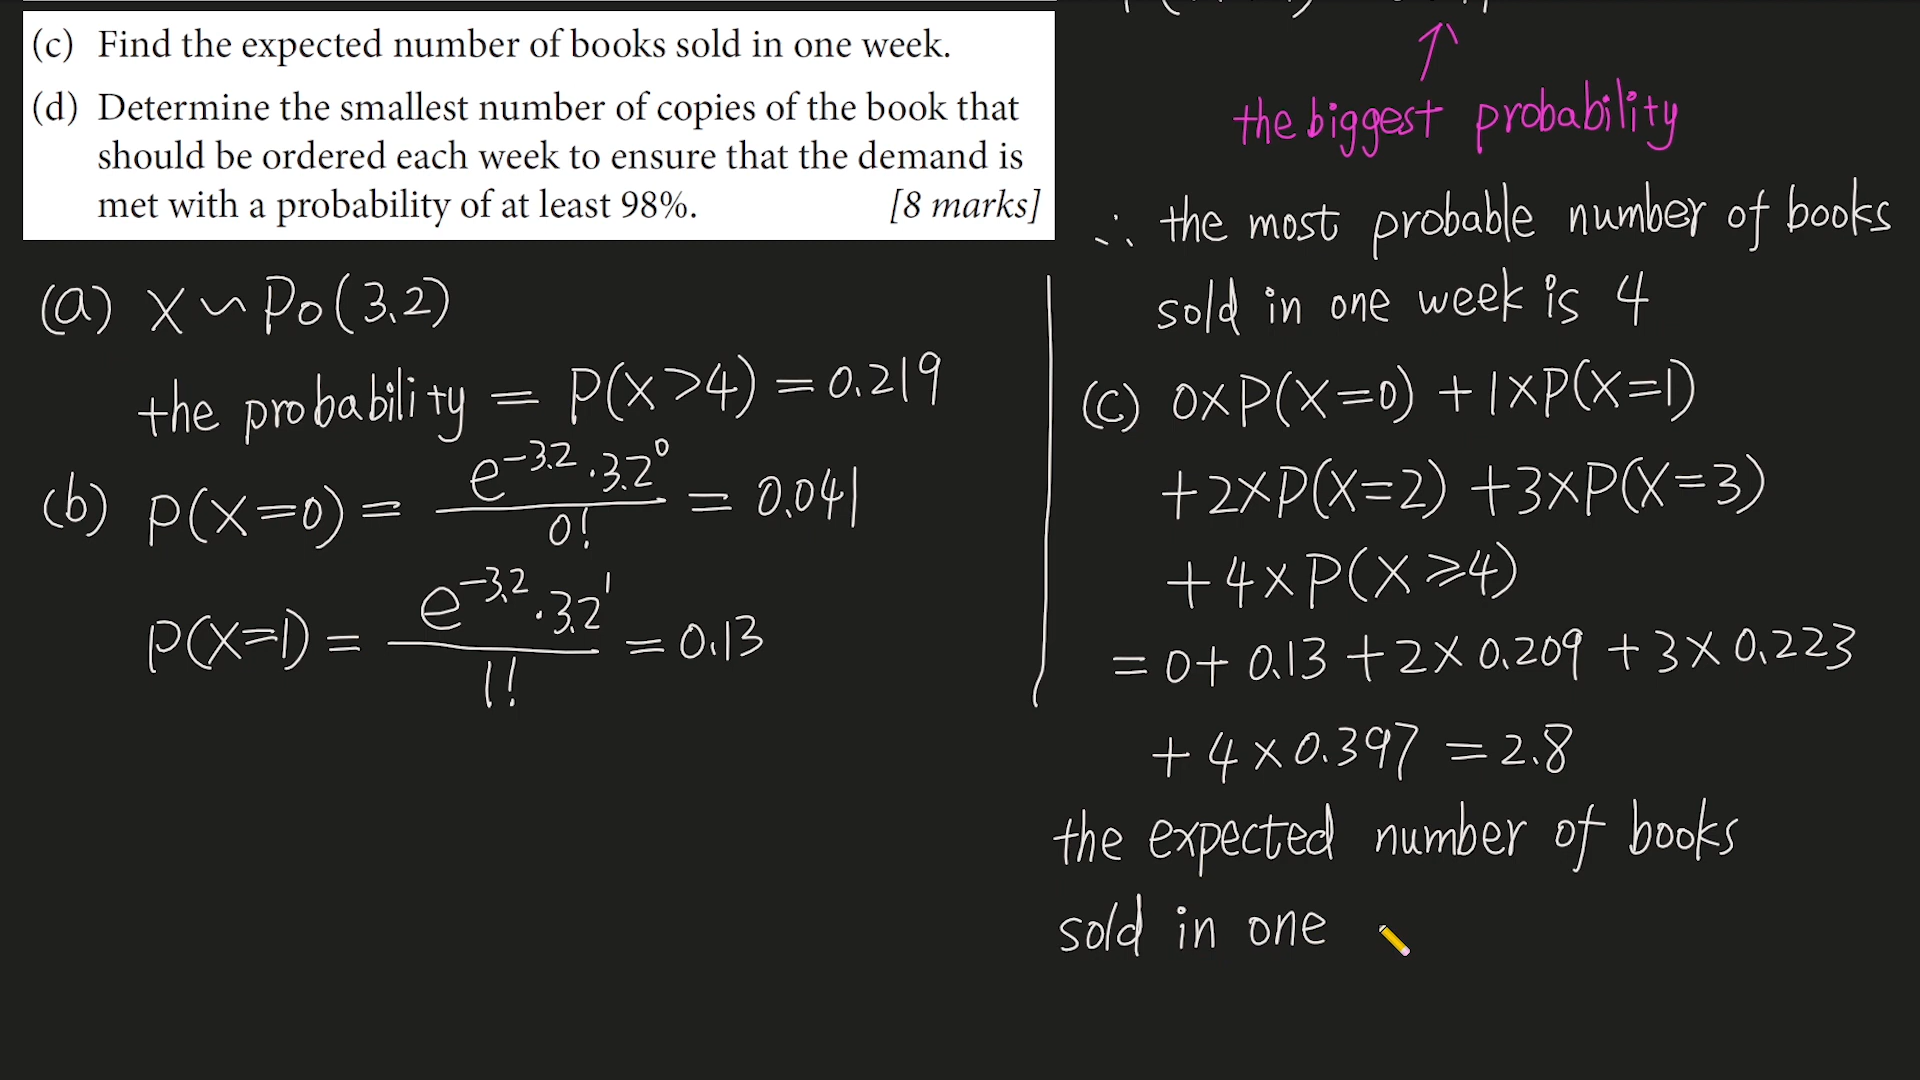 (c) Find the expected number of books sold in one week.
(d) Determine the smallest number of copies of the book that
should be ordered each week to ensure that the demand is
met with a probability of at least 98%. [8 marks]
(a) X ~ Po(3.2)
the probability = P(X>4) = 0.219
(b) P(X=0) = e^-3.2 · 3.2^0 / 0! = 0.041
P(X=1) = e^-3.2 · 3.2^1 / 1! = 0.13
↑
the biggest probability
∴ the most probable number of books
sold in one week is 4
(c) 0×P(X=0) + 1×P(X=1)
+2×P(X=2) +3×P(X=3)
+4×P(X⩾4)
= 0+ 0.13 + 2× 0.209 + 3× 0.223
+ 4 × 0.397 = 2.8
the expected number of books
sold in one